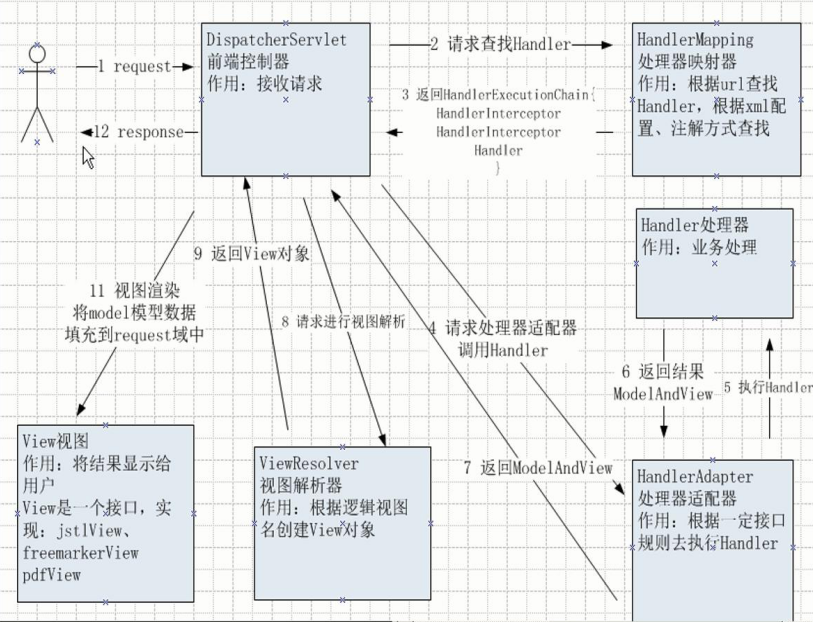 DispatcherServlet
前端控制器
作用：接收请求
1 request
12 response
2 请求查找Handler
3 返回HandlerExecutionChain{
HandlerInterceptor
HandlerInterceptor
Handler
}
HandlerMapping
处理器映射器
作用：根据url查找
Handler，根据xml配
置、注解方式查找
Handler处理器
作用：业务处理
9 返回View对象
11 视图渲染
将model模型数据
填充到request域中
8 请求进行视图解析
4 请求处理器适配器
调用Handler
6 返回结果
ModelAndView
5 执行Handler
7 返回ModelAndView
View视图
作用：将结果显示给
用户
View是一个接口，实
现：jstlView、
freemarkerView
pdfView
ViewResolver
视图解析器
作用：根据逻辑视图
名创建View对象
HandlerAdapter
处理器适配器
作用：根据一定接口
规则去执行Handler